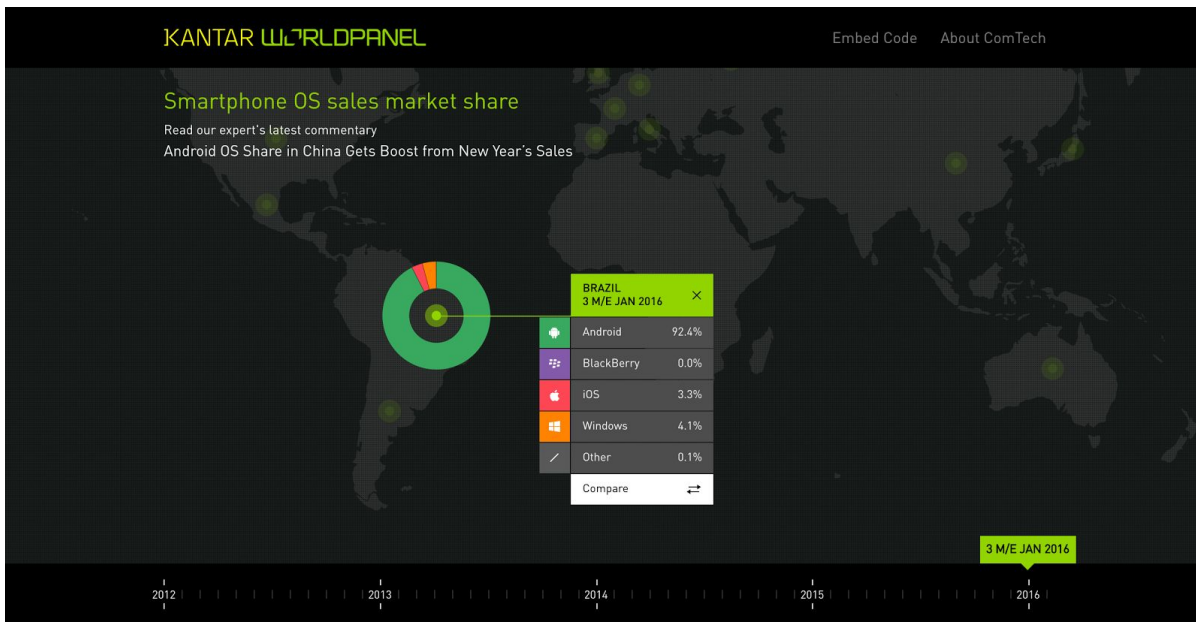 KANTAR WORLDPANEL
Embed Code About ComTech
Smartphone OS sales market share
Read our expert's latest commentary
Android OS Share in China Gets Boost from New Year's Sales
BRAZIL
3 M/E JAN 2016
Android 92.4%
BlackBerry 0.0%
iOS 3.3%
Windows 4.1%
Other 0.1%
Compare
3 M/E JAN 2016
2012 2013 2014 2015 2016